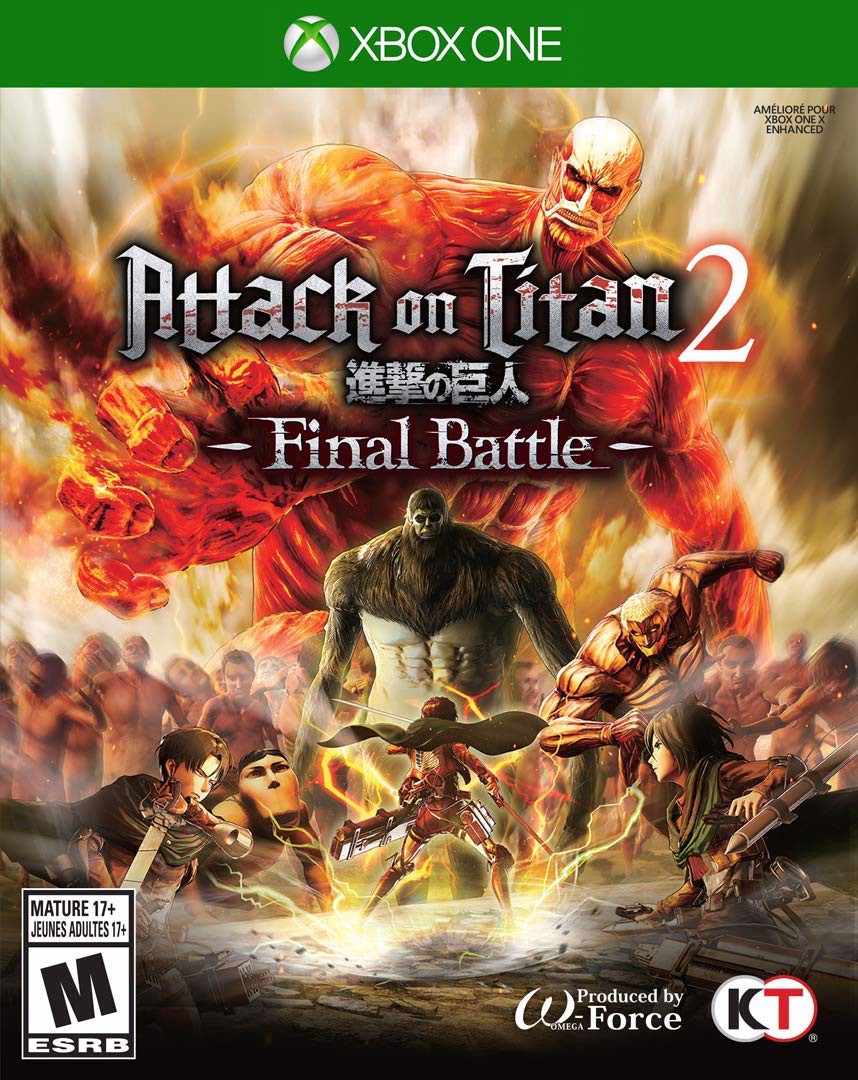 XBOX ONE
AMÉLIORÉ POUR
XBOX ONE X
ENHANCED
Attack on Titan 2
進撃の巨人
- Final Battle -
MATURE 17+
JEUNES ADULTES 17+
M
ESRB
ω-Force
OMEGA
Produced by
KT
®